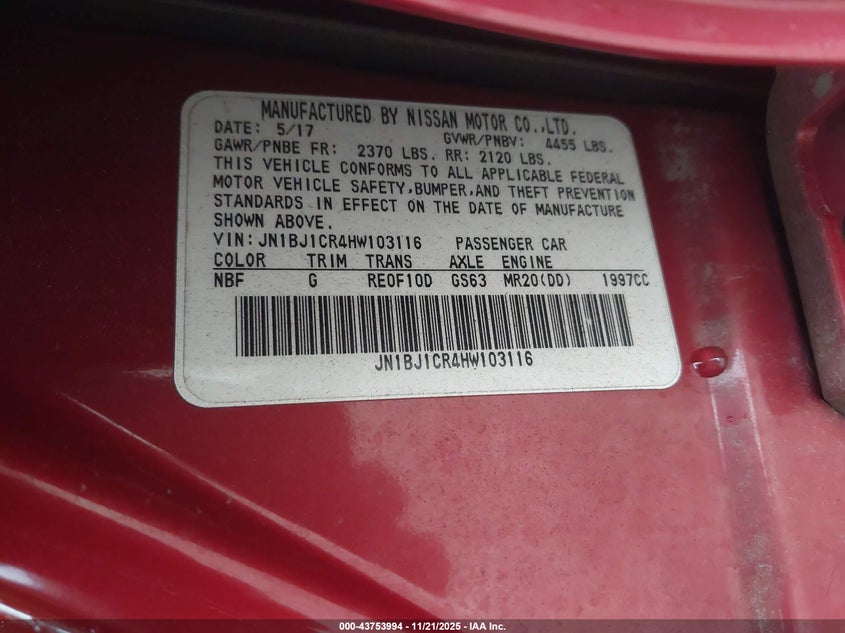 MANUFACTURED BY NISSAN MOTOR CO.,LTD.
DATE: 5/17 GVWR/PNBV: 4455 LBS.
GAWR/PNBE FR: 2370 LBS. RR: 2120 LBS.
THIS VEHICLE CONFORMS TO ALL APPLICABLE FEDERAL
MOTOR VEHICLE SAFETY,BUMPER,AND THEFT PREVENTION
STANDARDS IN EFFECT ON THE DATE OF MANUFACTURE
SHOWN ABOVE.
VIN:JN1BJ1CR4HW103116 PASSENGER CAR
COLOR TRIM TRANS AXLE ENGINE
NBF G RE0F10D GS63 MR20(DD) 1997CC
JN1BJ1CR4HW103116
000-43753994 - 11/21/2025 - IAA Inc.